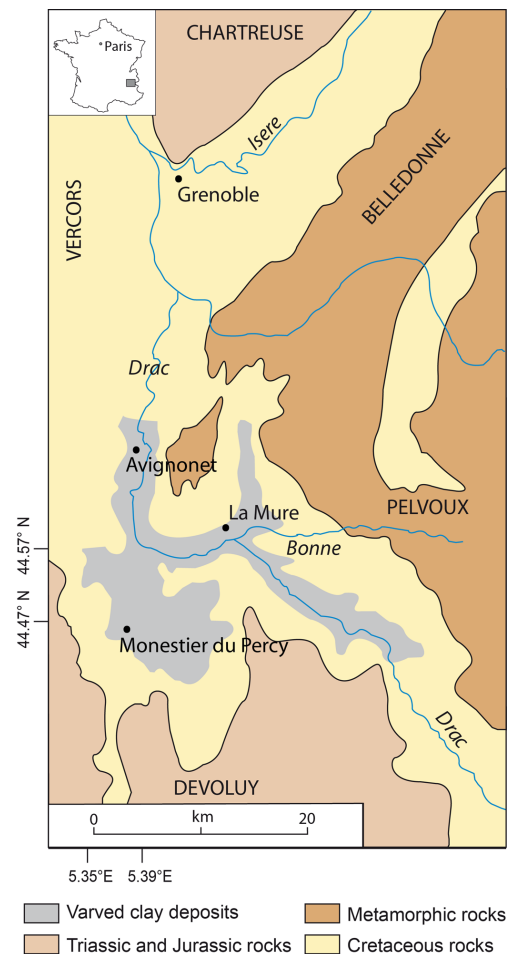 Paris
CHARTREUSE
Isere
Grenoble
BELLEDONNE
VERCORS
Drac
Avignonet
La Mure
PELVOUX
Bonne
44.57° N
44.47° N
Monestier du Percy
Drac
DEVOLUY
0 km 20
5.35°E 5.39°E
Varved clay deposits
Metamorphic rocks
Triassic and Jurassic rocks
Cretaceous rocks